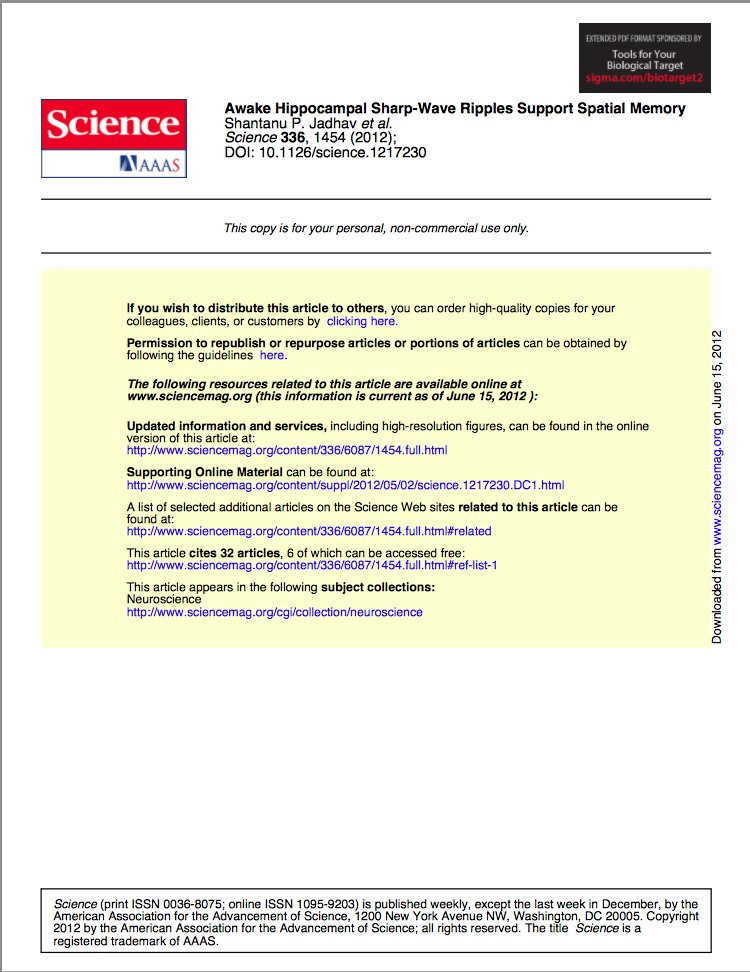 EXTENDED PDF FORMAT SPONSORED BY
Tools for Your
Biological Target
sigma.com/biotarget2
Science
AAAS
Awake Hippocampal Sharp-Wave Ripples Support Spatial Memory
Shantanu P. Jadhav et al.
Science 336, 1454 (2012);
DOI: 10.1126/science.1217230
This copy is for your personal, non-commercial use only.
If you wish to distribute this article to others, you can order high-quality copies for your
colleagues, clients, or customers by clicking here.
Permission to republish or repurpose articles or portions of articles can be obtained by
following the guidelines here.
The following resources related to this article are available online at
www.sciencemag.org (this information is current as of June 15, 2012 ):
Updated information and services, including high-resolution figures, can be found in the online
version of this article at:
http://www.sciencemag.org/content/336/6087/1454.full.html
Supporting Online Material can be found at:
http://www.sciencemag.org/content/suppl/2012/05/02/science.1217230.DC1.html
A list of selected additional articles on the Science Web sites related to this article can be
found at:
http://www.sciencemag.org/content/336/6087/1454.full.html#related
This article cites 32 articles, 6 of which can be accessed free:
http://www.sciencemag.org/content/336/6087/1454.full.html#ref-list-1
This article appears in the following subject collections:
Neuroscience
http://www.sciencemag.org/cgi/collection/neuroscience
Downloaded from www.sciencemag.org on June 15, 2012
Science (print ISSN 0036-8075; online ISSN 1095-9203) is published weekly, except the last week in December, by the
American Association for the Advancement of Science, 1200 New York Avenue NW, Washington, DC 20005. Copyright
2012 by the American Association for the Advancement of Science; all rights reserved. The title Science is a
registered trademark of AAAS.